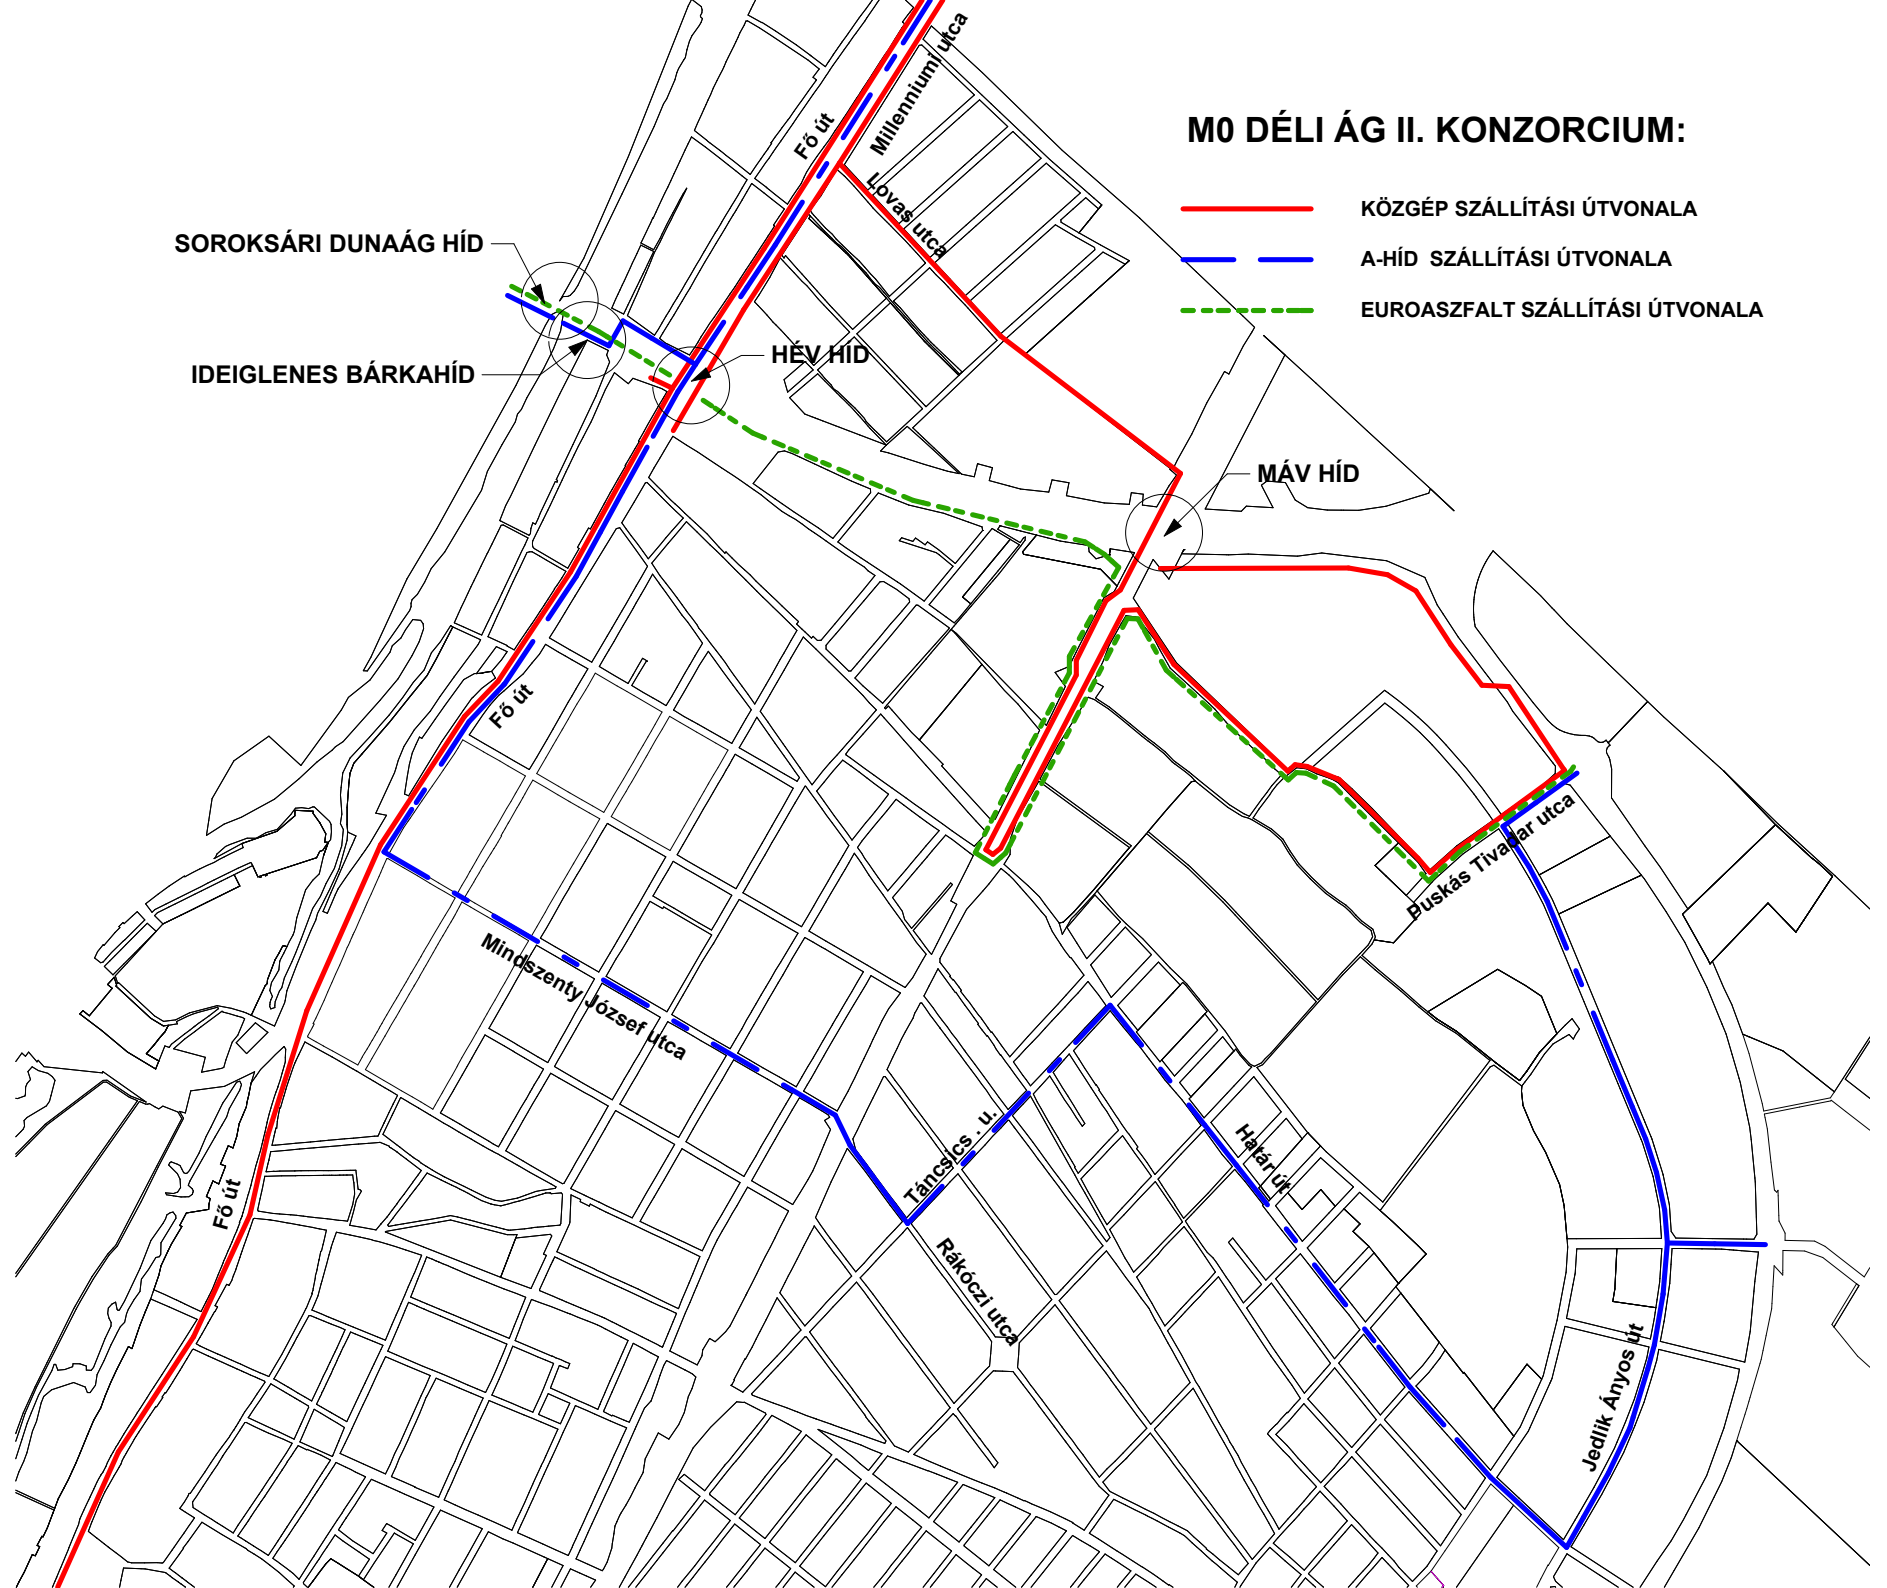 Millenniumi utca
Fő út
M0 DÉLI ÁG II. KONZORCIUM:
Lovas utca
KÖZGÉP SZÁLLÍTÁSI ÚTVONALA
SOROKSÁRI DUNAÁG HÍD
A-HÍD SZÁLLÍTÁSI ÚTVONALA
EUROASZFALT SZÁLLÍTÁSI ÚTVONALA
HÉV HÍD
IDEIGLENES BÁRKAHÍD
MÁV HÍD
Fő út
Puskás Tivadar utca
Mindszenty József utca
Táncsics . u.
Határ út
Fő út
Rákóczi utca
Jedlik Ányos út